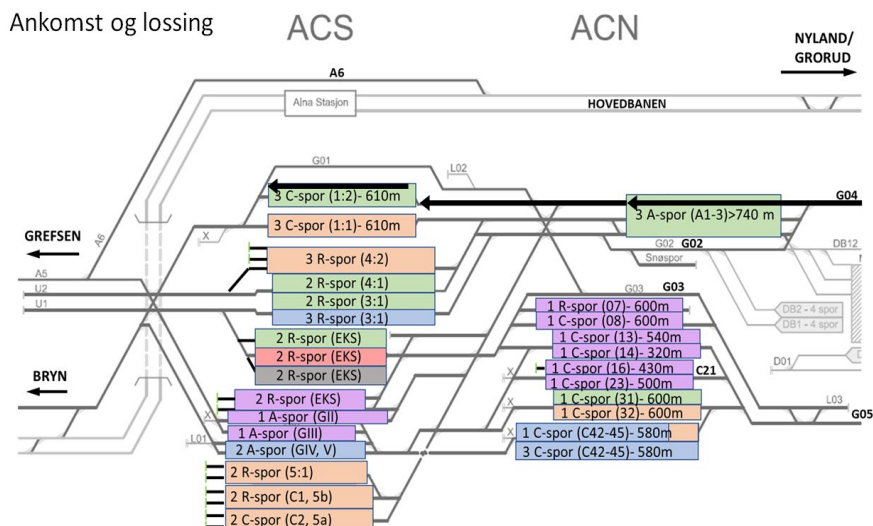 Ankomst og lossing
ACS
ACN
NYLAND/
GRORUD
A6
Alna Stasjon
HOVEDBANEN
G01
L02
3 C-spor (1:2)- 610m
3 A-spor (A1-3)>740 m
G04
3 C-spor (1:1)- 610m
X
GREFSEN
A6
G02
G02
DB12
Snøspor
3 R-spor (4:2)
A5
U2
U1
2 R-spor (4:1)
2 R-spor (3:1)
3 R-spor (3:1)
G03
G03
1 R-spor (07)- 600m
1 C-spor (08)- 600m
DB2 - 4 spor
DB1 - 4 spor
1 C-spor (13)- 540m
1 C-spor (14)- 320m
2 R-spor (EKS)
2 R-spor (EKS)
2 R-spor (EKS)
D01
X
1 C-spor (16)- 430m
C21
1 C-spor (23)- 500m
BRYN
2 R-spor (EKS)
X
1 A-spor (GII)
1 A-spor (GIII)
L01
2 A-spor (GIV, V)
X
1 C-spor (31)- 600m
1 C-spor (32)- 600m
L03
G05
X
1 C-spor (C42-45)- 580m
3 C-spor (C42-45)- 580m
2 R-spor (5:1)
2 R-spor (C1, 5b)
2 C-spor (C2, 5a)